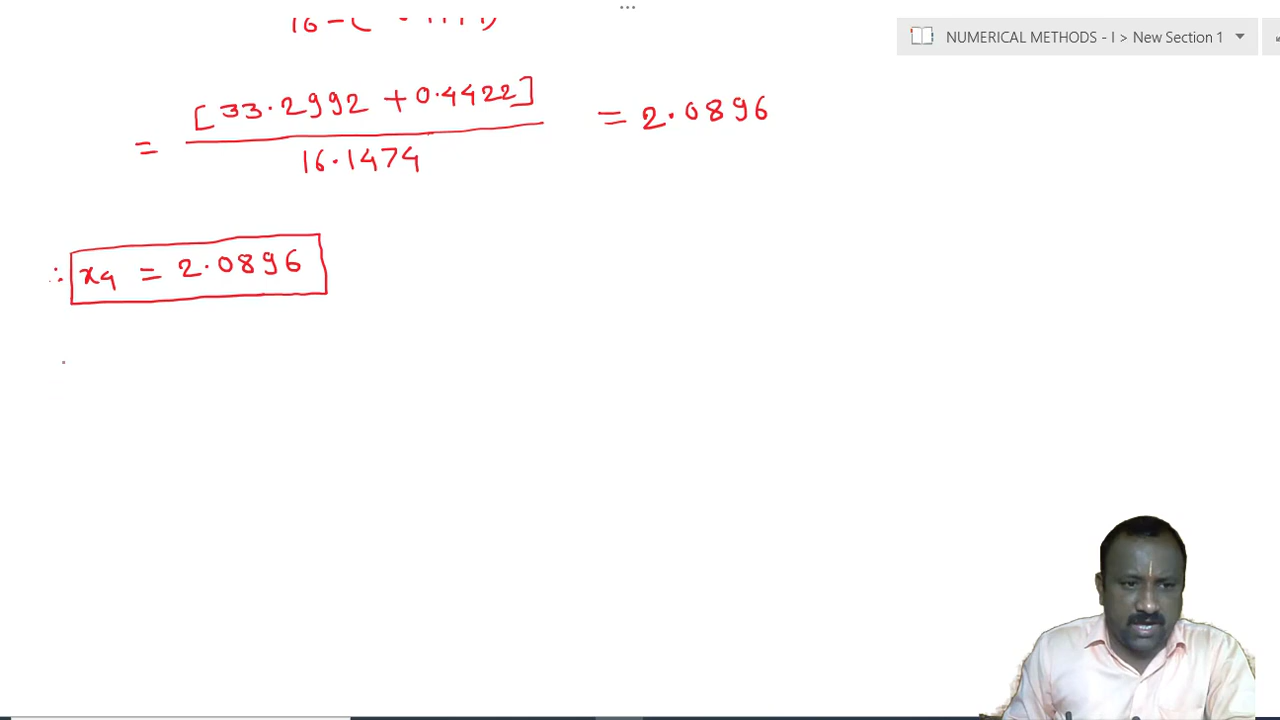 NUMERICAL METHODS - I > New Section 1
= [33.2992 + 0.4422] / 16.1474 = 2.0896
∴ x4 = 2.0896